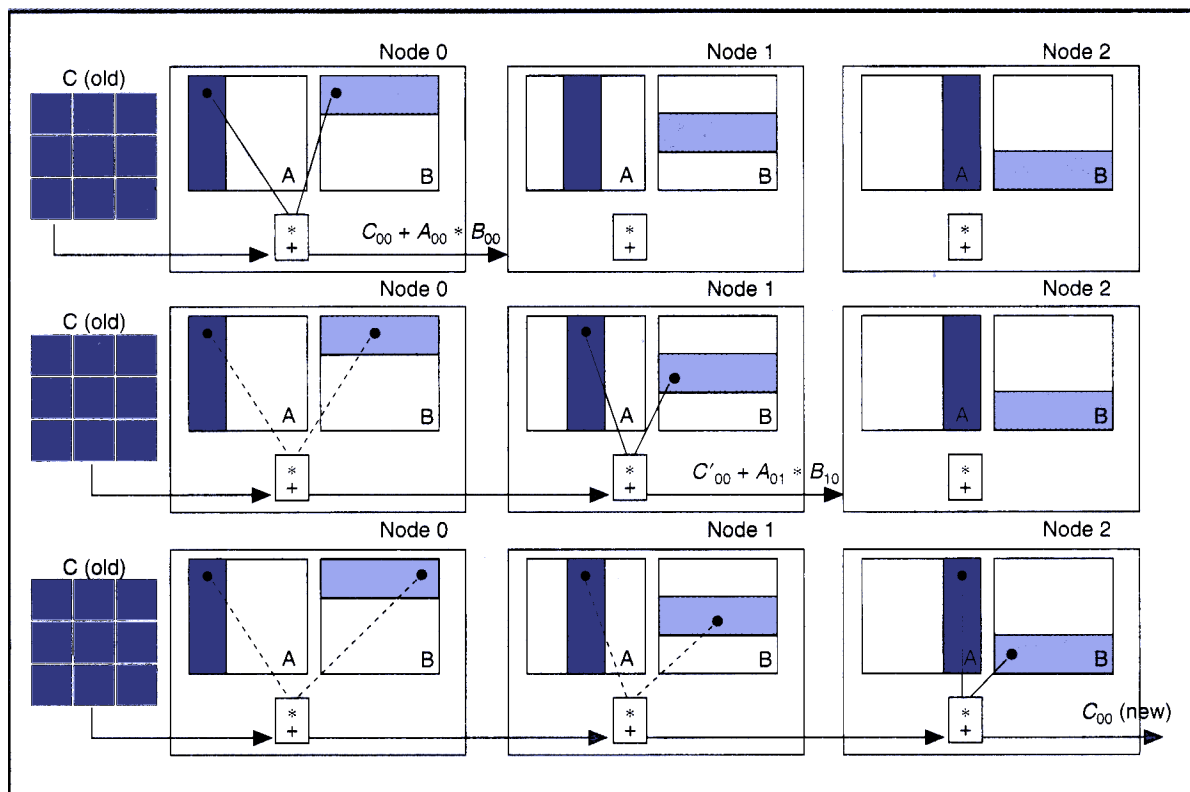 Node 0
Node 1
Node 2
C (old)
A
B
A
B
A
B
*
+
*
+
*
+
C₀₀ + A₀₀ * B₀₀
Node 0
Node 1
Node 2
C (old)
A
B
A
B
A
B
*
+
*
+
*
+
C'₀₀ + A₀₁ * B₁₀
Node 0
Node 1
Node 2
C (old)
A
B
A
B
A
B
*
+
*
+
*
+
C₀₀ (new)